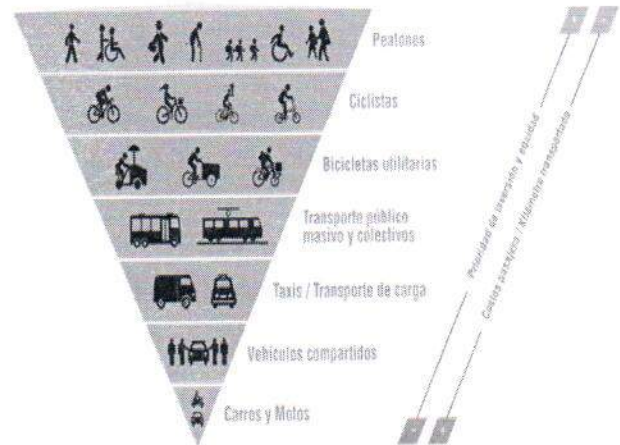 Peatones
Ciclistas
Bicicletas utilitarias
Transporte público
masivo y colectivos
Taxis / Transporte de carga
Vehículos compartidos
Carros y Motos
Prioridad de inversión y equidad
Costos pasajero / Kilómetro transportado